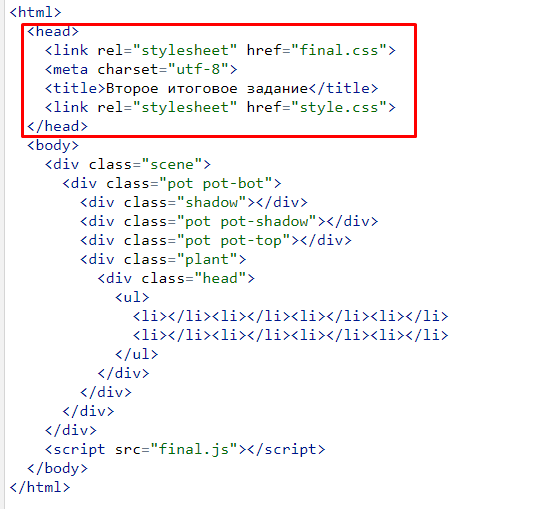 <html>
<head>
<link rel="stylesheet" href="final.css">
<meta charset="utf-8">
<title>Второе итоговое задание</title>
<link rel="stylesheet" href="style.css">
</head>
<body>
<div class="scene">
<div class="pot pot-bot">
<div class="shadow"></div>
<div class="pot pot-shadow"></div>
<div class="pot pot-top"></div>
<div class="plant">
<div class="head">
<ul>
<li></li><li></li><li></li><li></li>
<li></li><li></li><li></li><li></li>
</ul>
</div>
</div>
</div>
</div>
<script src="final.js"></script>
</body>
</html>